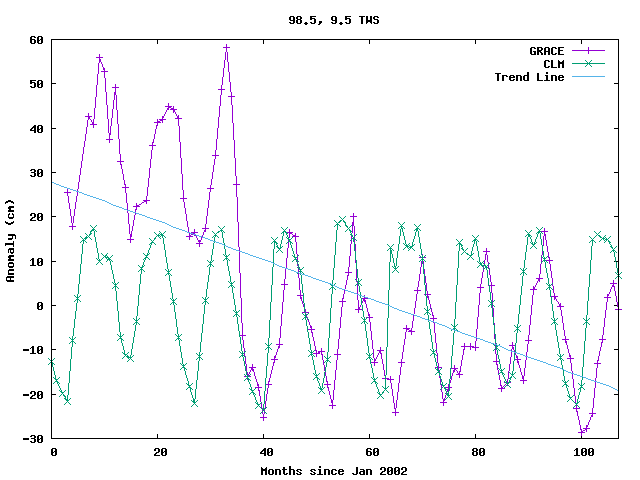 98.5, 9.5 TWS
GRACE
CLM
Trend Line
60
50
40
30
20
10
0
-10
-20
-30
Anomaly (cm)
0 20 40 60 80 100
Months since Jan 2002